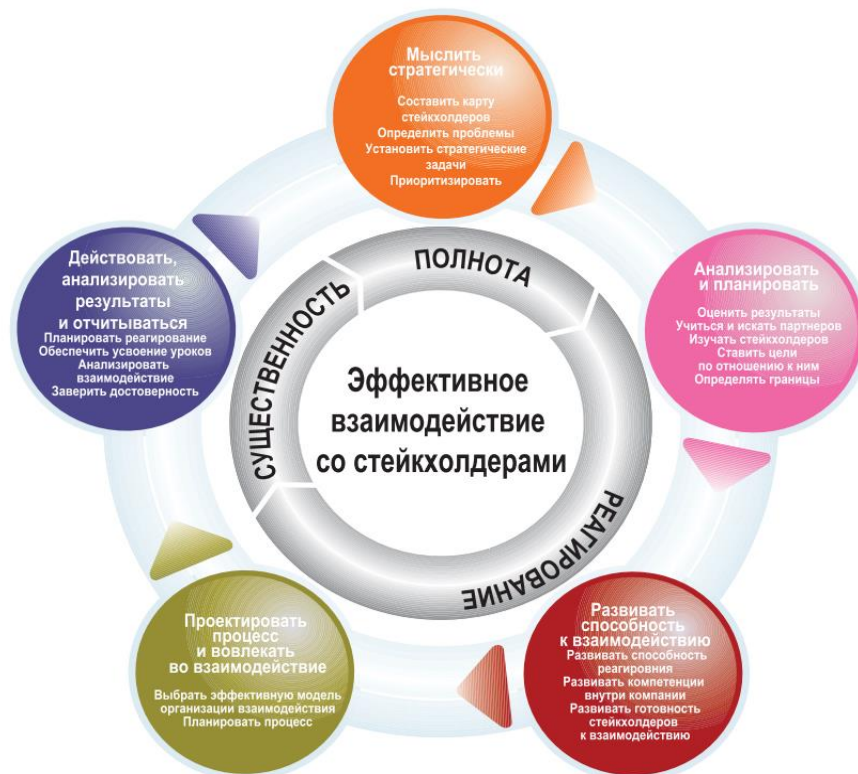 Мыслить
стратегически
Составить карту
стейкхолдеров
Определить проблемы
Установить стратегические
задачи
Приоритизировать
Анализировать
и планировать
Оценить результаты
Учиться и искать партнеров
Изучать стейкхолдеров
Ставить цели
по отношению к ним
Определять границы
Развивать
способность
к взаимодействию
Развивать способность
реагировния
Развивать компетенции
внутри компании
Развивать готовность
стейкхолдеров
к взаимодействию
Проектировать
процесс
и вовлекать
во взаимодействие
Выбрать эффективную модель
организации взаимодействия
Планировать процесс
Действовать,
анализировать
результаты
и отчитываться
Планировать реагирование
Обеспечить усвоение уроков
Анализировать
взаимодействие
Заверить достоверность
СУЩЕСТВЕННОСТЬ
ПОЛНОТА
РЕАГИРОВАНИЕ
Эффективное
взаимодействие
со стейкхолдерами